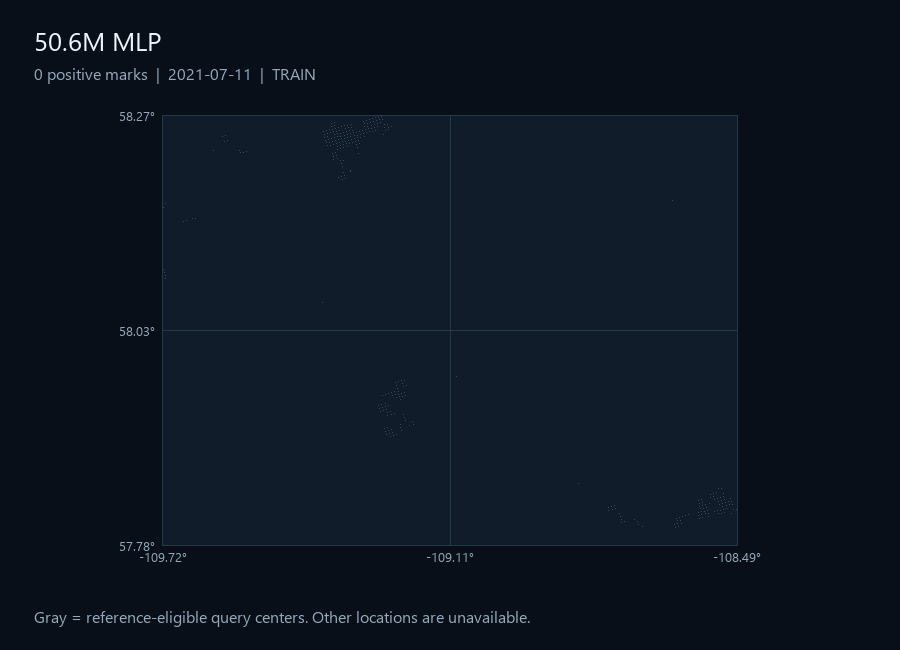 50.6M MLP
0 positive marks | 2021-07-11 | TRAIN
58.27°
58.03°
57.78°
-109.72°
-109.11°
-108.49°
Gray = reference-eligible query centers. Other locations are unavailable.